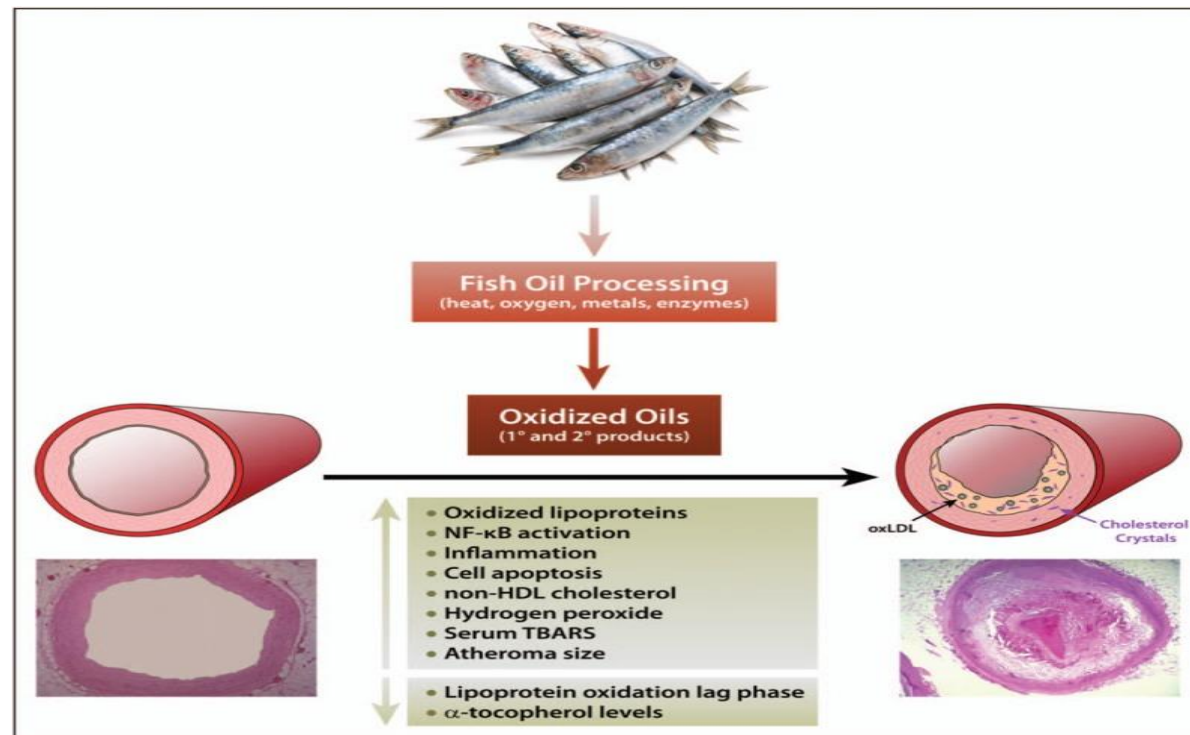 Fish Oil Processing
(heat, oxygen, metals, enzymes)
Oxidized Oils
(1° and 2° products)
• Oxidized lipoproteins
• NF-κB activation
• Inflammation
• Cell apoptosis
• non-HDL cholesterol
• Hydrogen peroxide
• Serum TBARS
• Atheroma size
• Lipoprotein oxidation lag phase
• α-tocopherol levels
oxLDL
Cholesterol
Crystals